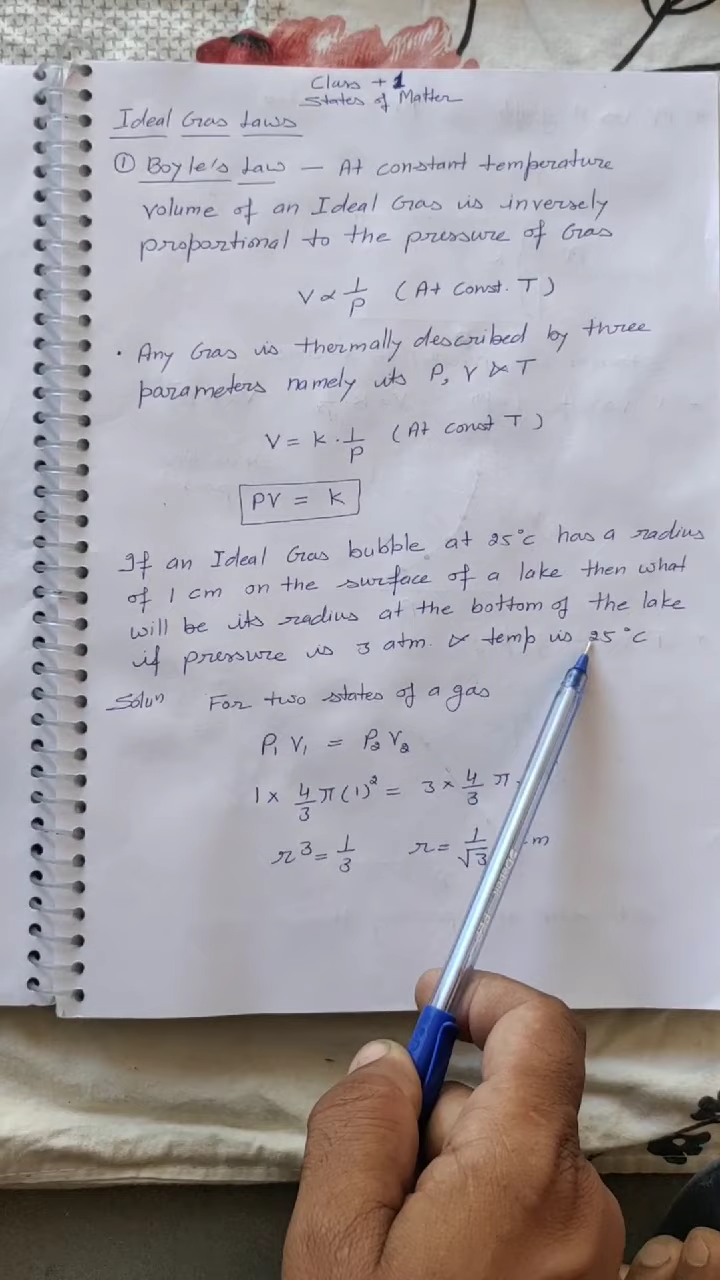 Class + 1
States of Matter
Ideal Gas Laws
① Boyle's Law — At constant temperature
volume of an Ideal Gas is inversely
proportional to the pressure of Gas
V ∝ 1/P (At Const. T)
· Any Gas is thermally described by three
parameters namely its P, V & T
V = K · 1/P (At const T)
PV = K
If an Ideal Gas bubble at 25°C has a radius
of 1 cm on the surface of a lake then what
will be its radius at the bottom of the lake
if pressure is 3 atm. & temp is 25°C
Solun For two states of a gas
P₁ V₁ = P₂ V₂
1 × 4/3 π (1)² = 3 × 4/3 π
r³ = 1/3 r = 1/√3 m